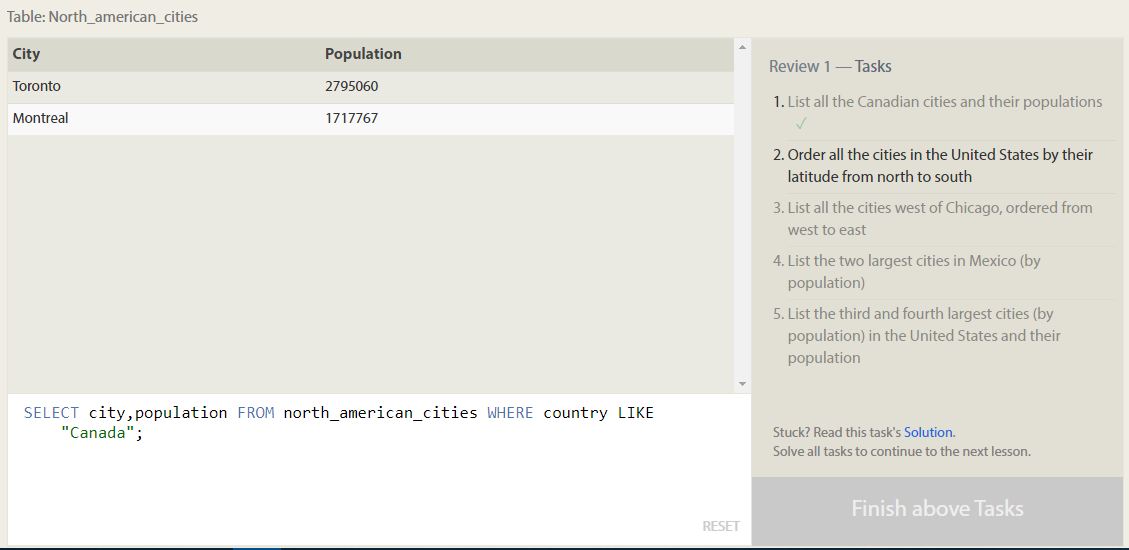 Table: North_american_cities
City Population
Toronto 2795060
Montreal 1717767
SELECT city,population FROM north_american_cities WHERE country LIKE
"Canada";
RESET
Review 1 — Tasks
1. List all the Canadian cities and their populations
✓
2. Order all the cities in the United States by their
latitude from north to south
3. List all the cities west of Chicago, ordered from
west to east
4. List the two largest cities in Mexico (by
population)
5. List the third and fourth largest cities (by
population) in the United States and their
population
Stuck? Read this task's Solution.
Solve all tasks to continue to the next lesson.
Finish above Tasks